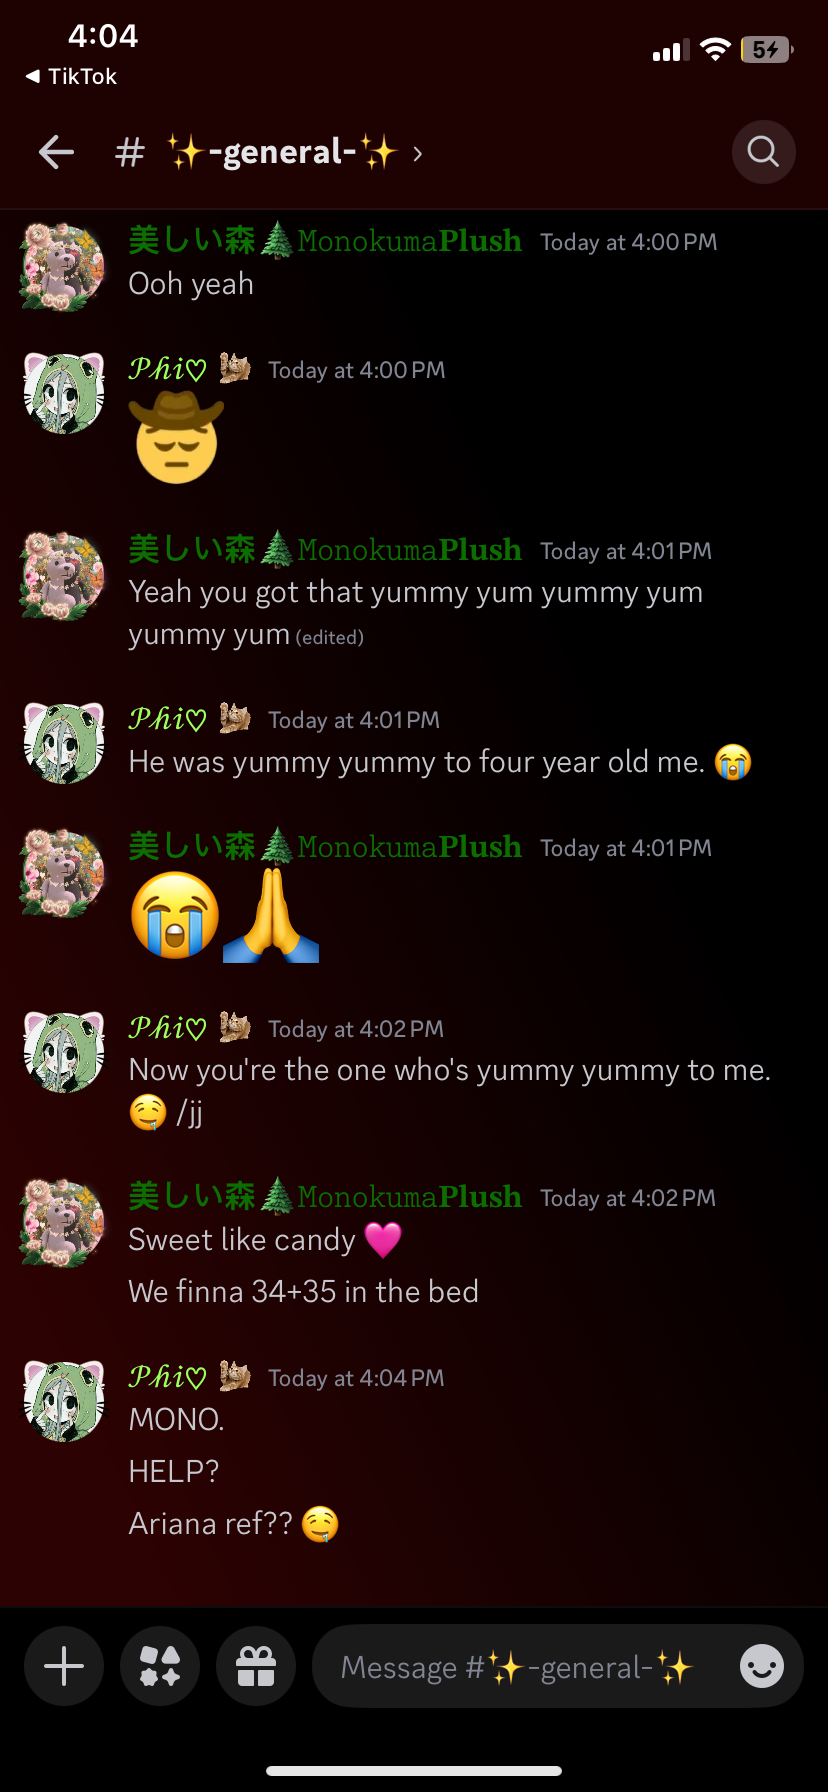 4:04
5
◀ TikTok
# ✨-general-✨ ›
美しい森🌲MonokumaPlush Today at 4:00 PM
Ooh yeah
𝒫𝒽𝒾♡ Today at 4:00 PM
美しい森🌲MonokumaPlush Today at 4:01 PM
Yeah you got that yummy yum yummy yum
yummy yum (edited)
𝒫𝒽𝒾♡ Today at 4:01 PM
He was yummy yummy to four year old me. 😭
美しい森🌲MonokumaPlush Today at 4:01 PM
😭🙏
𝒫𝒽𝒾♡ Today at 4:02 PM
Now you're the one who's yummy yummy to me.
🤤 /jj
美しい森🌲MonokumaPlush Today at 4:02 PM
Sweet like candy 🩷
We finna 34+35 in the bed
𝒫𝒽𝒾♡ Today at 4:04 PM
MONO.
HELP?
Ariana ref?? 🤤
Message #✨-general-✨